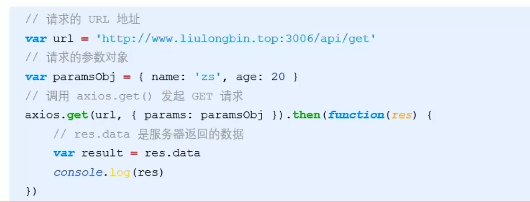 // 请求的 URL 地址
var url = 'http://www.liulongbin.top:3006/api/get'
// 请求的参数对象
var paramsObj = { name: 'zs', age: 20 }
// 调用 axios.get() 发起 GET 请求
axios.get(url, { params: paramsObj }).then(function(res) {
    // res.data 是服务器返回的数据
    var result = res.data
    console.log(res)
})